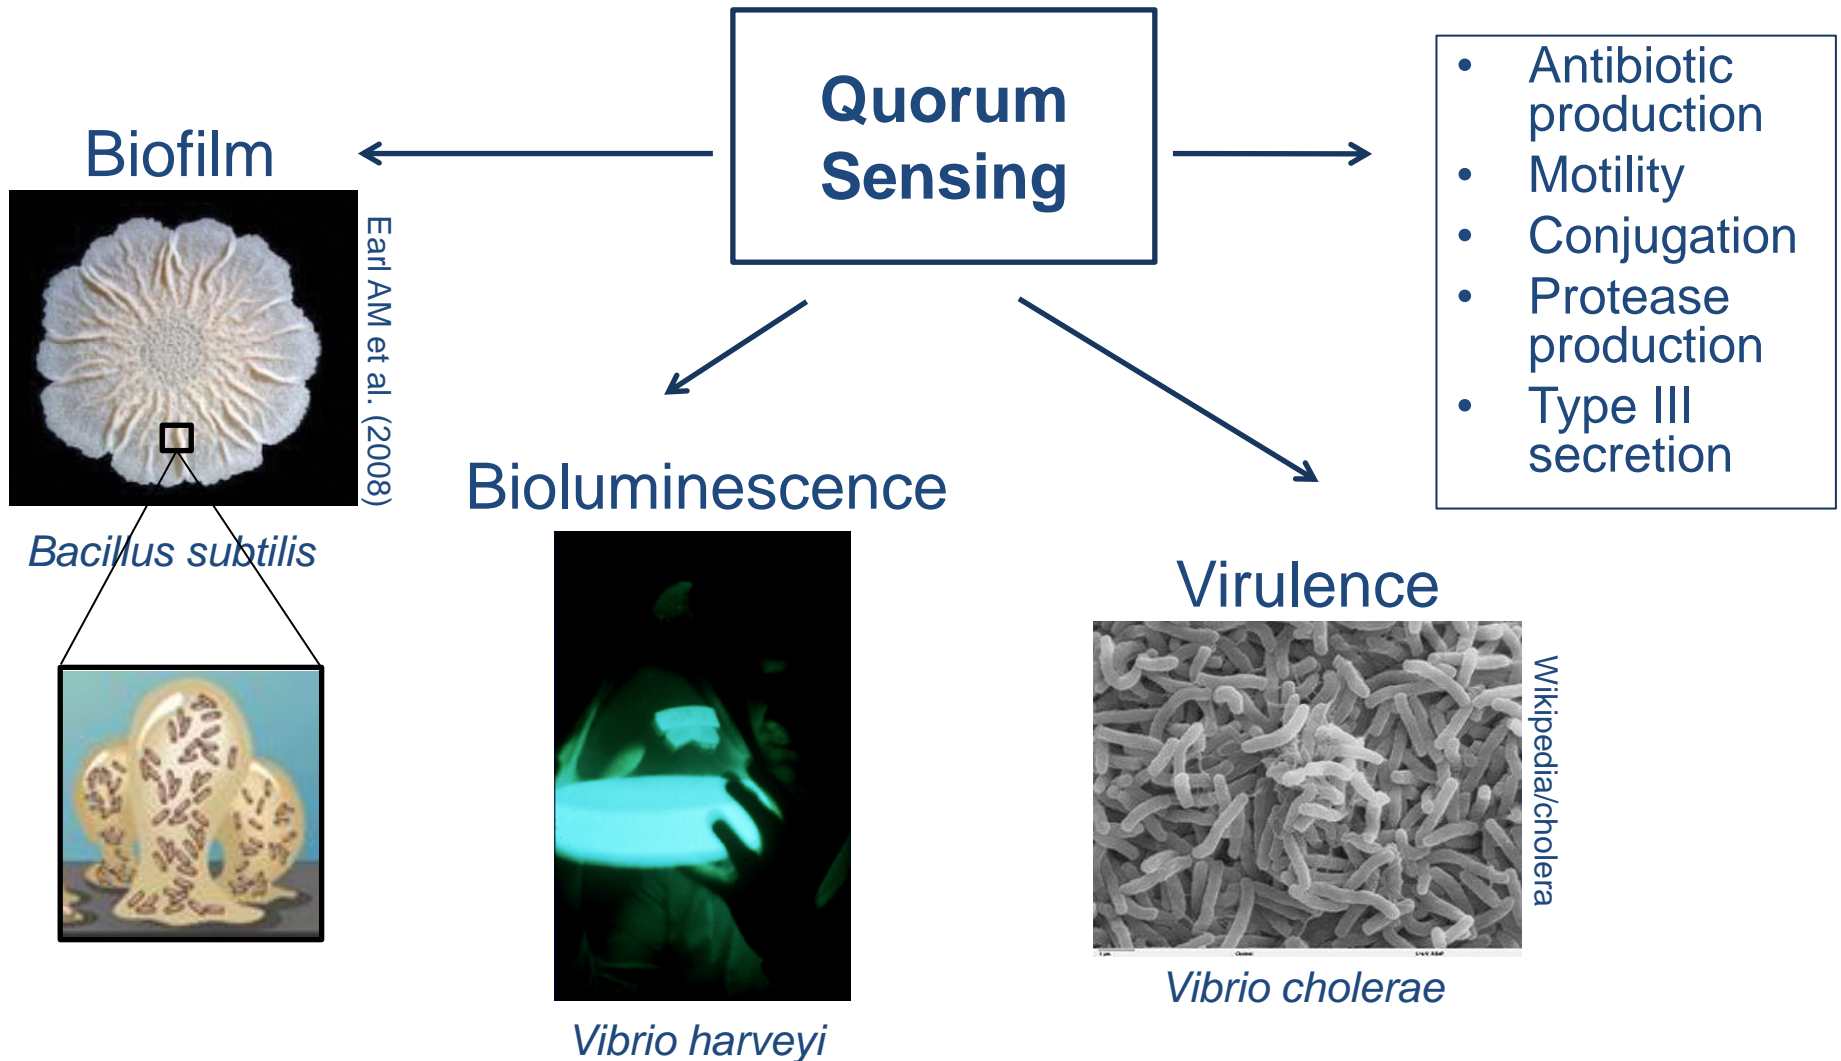 Quorum
Sensing
Biofilm
Earl AM et al. (2008)
Bacillus subtilis
Bioluminescence
Vibrio harveyi
Virulence
Wikipedia/cholera
Vibrio cholerae
• Antibiotic
production
• Motility
• Conjugation
• Protease
production
• Type III
secretion